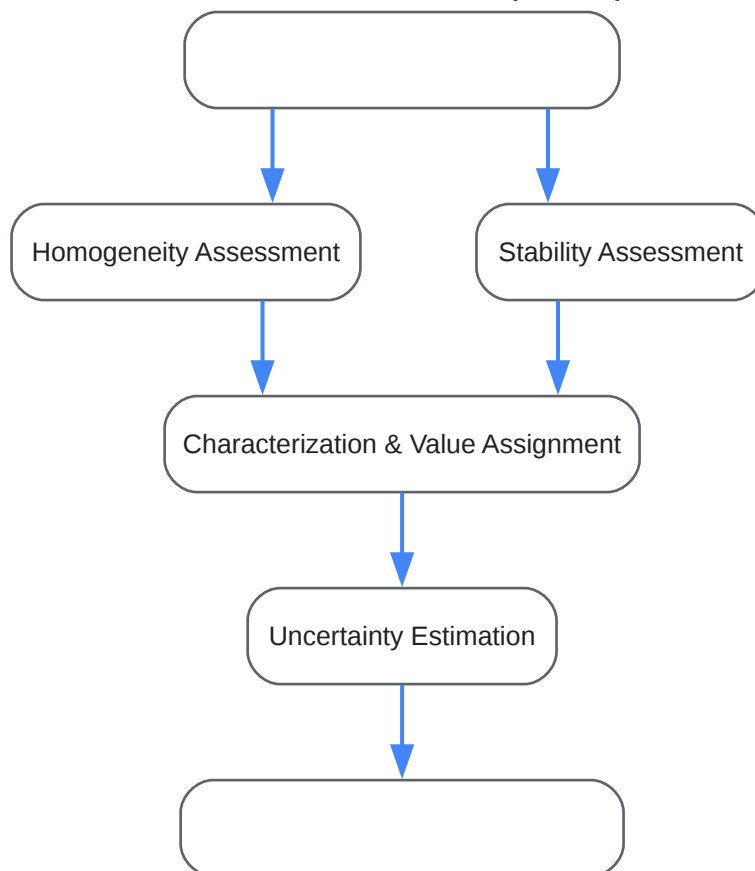 Homogeneity Assessment
Stability Assessment
Characterization & Value Assignment
Uncertainty Estimation